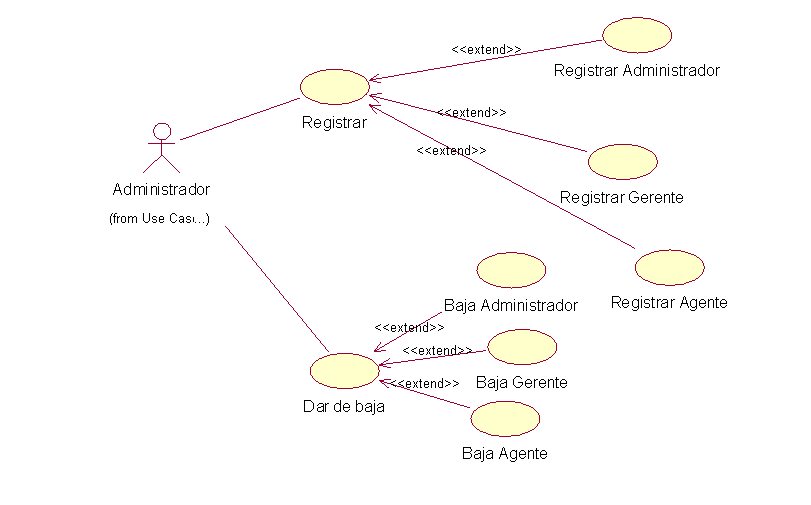 <<extend>>
Registrar Administrador
Registrar
<<extend>>
<<extend>>
Administrador
(from Use Cas...)
Registrar Gerente
Registrar Agente
Baja Administrador
<<extend>>
<<extend>>
Baja Gerente
<<extend>>
Dar de baja
Baja Agente